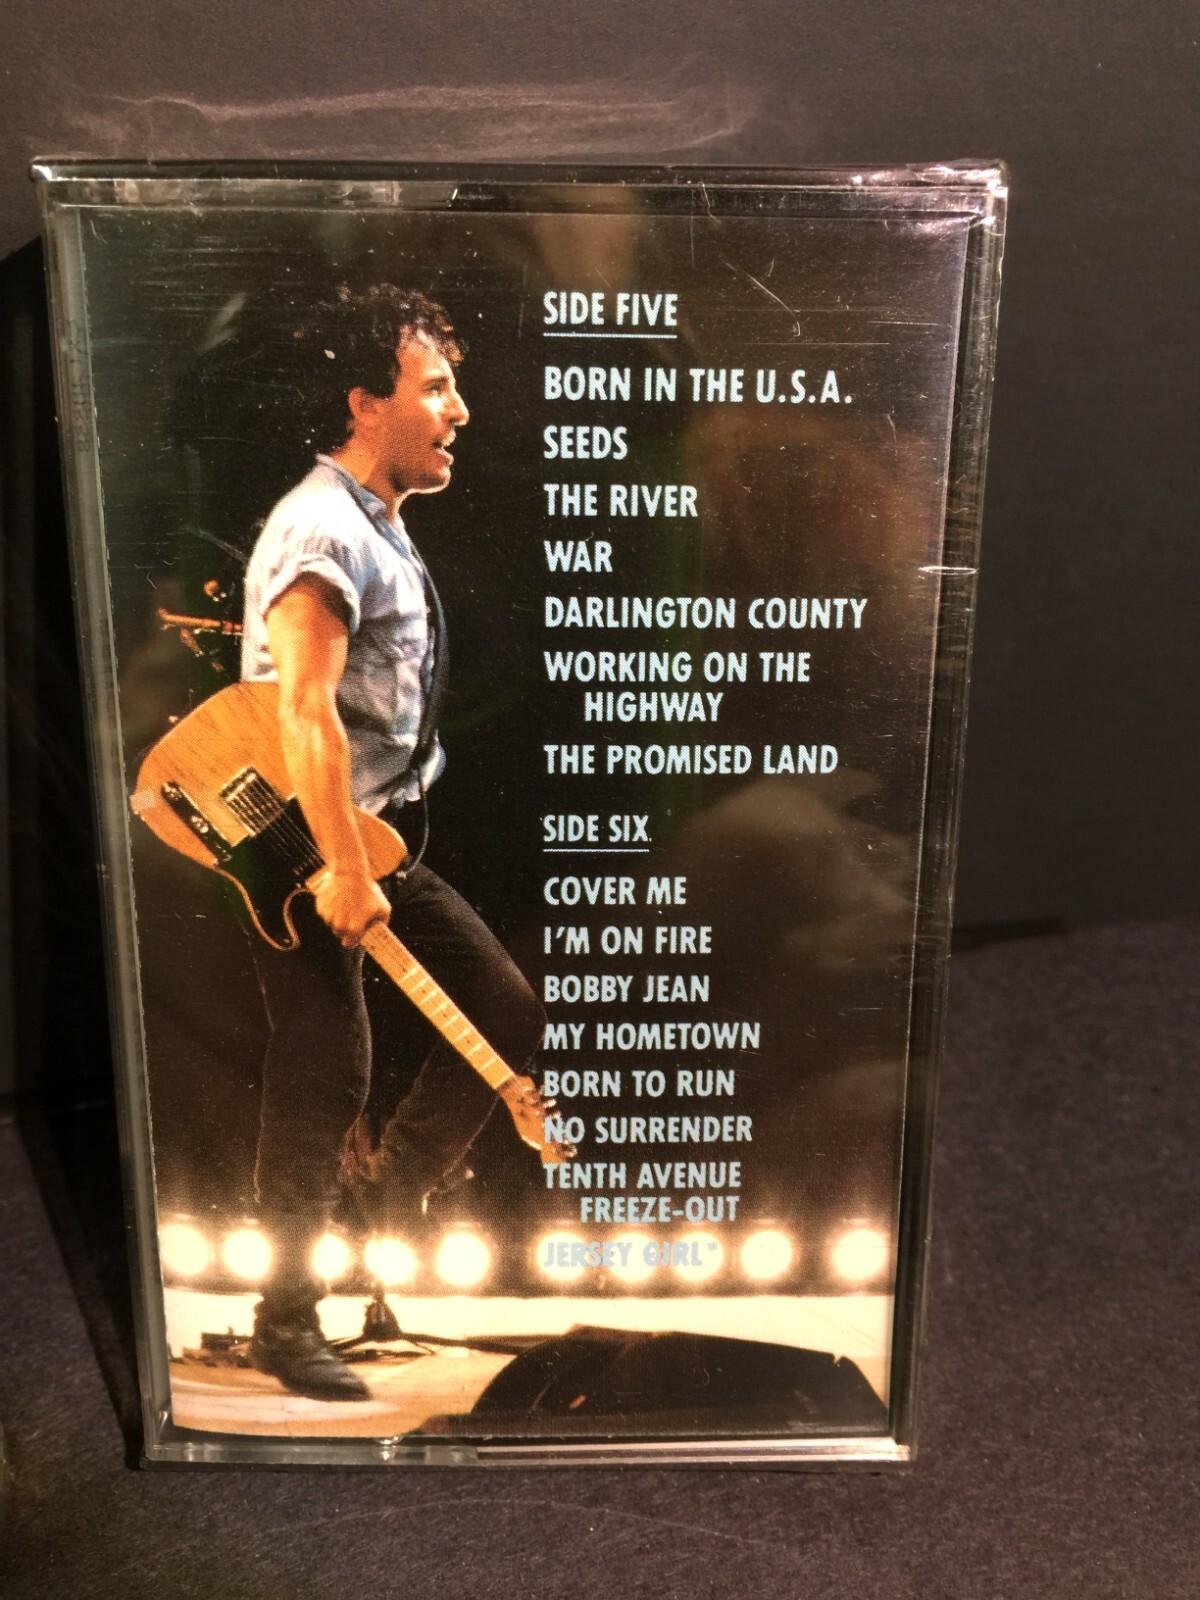 SIDE FIVE
BORN IN THE U.S.A.
SEEDS
THE RIVER
WAR
DARLINGTON COUNTY
WORKING ON THE
HIGHWAY
THE PROMISED LAND
SIDE SIX
COVER ME
I'M ON FIRE
BOBBY JEAN
MY HOMETOWN
BORN TO RUN
NO SURRENDER
TENTH AVENUE
FREEZE-OUT
JERSEY GIRL*